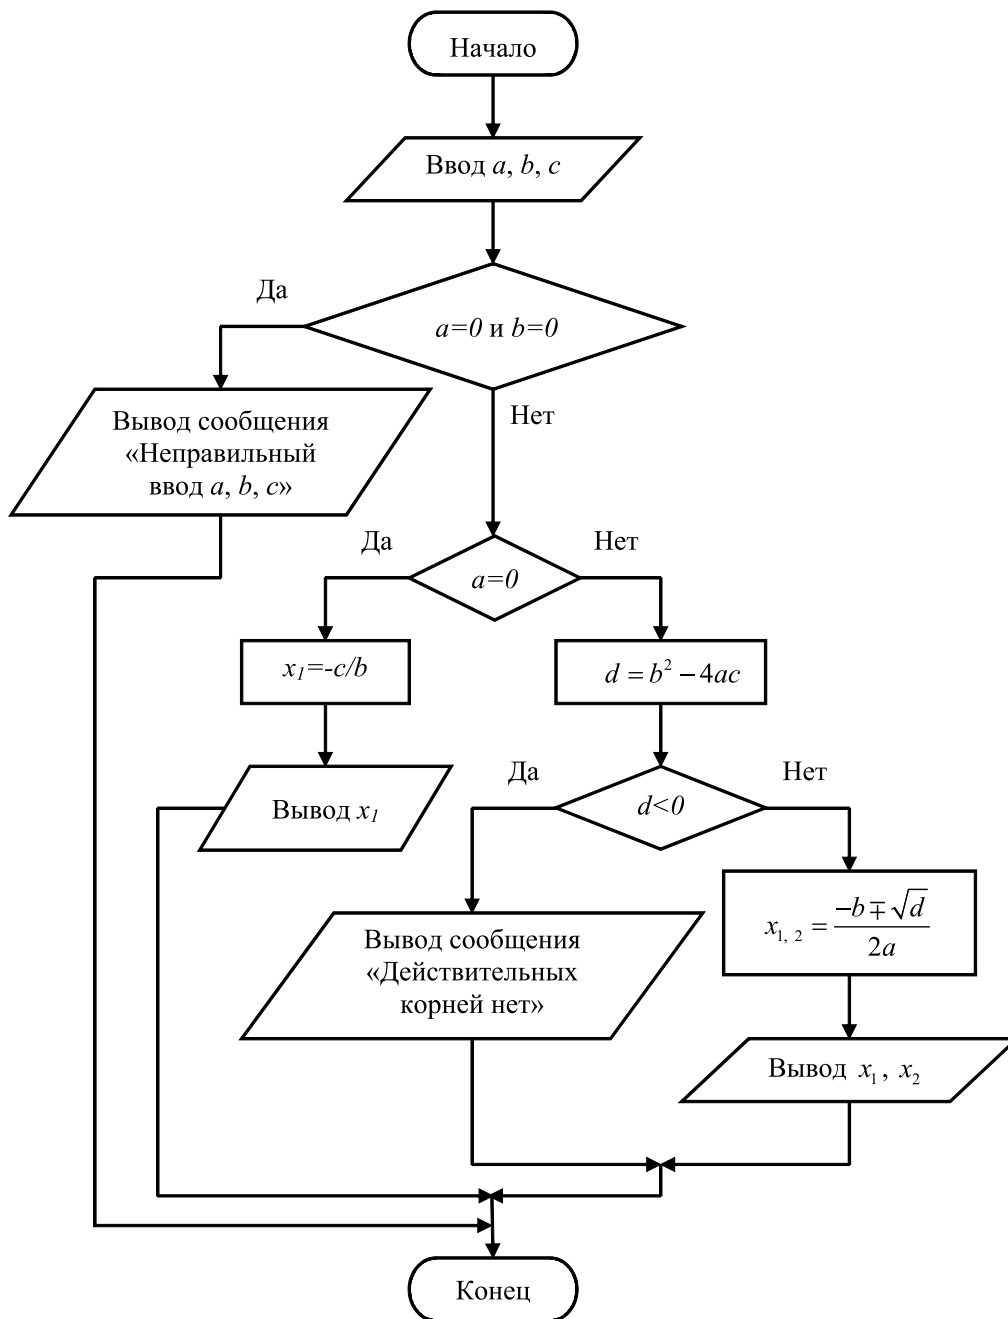 Начало
Ввод a, b, c
Да
a=0 и b=0
Нет
Вывод сообщения
«Неправильный
ввод a, b, c»
Да
Нет
a=0
x₁=-c/b
d = b² − 4ac
Да
Нет
d<0
Вывод x₁
x₁, ₂ = (−b ∓ √d) / 2a
Вывод сообщения
«Действительных
корней нет»
Вывод x₁, x₂
Конец